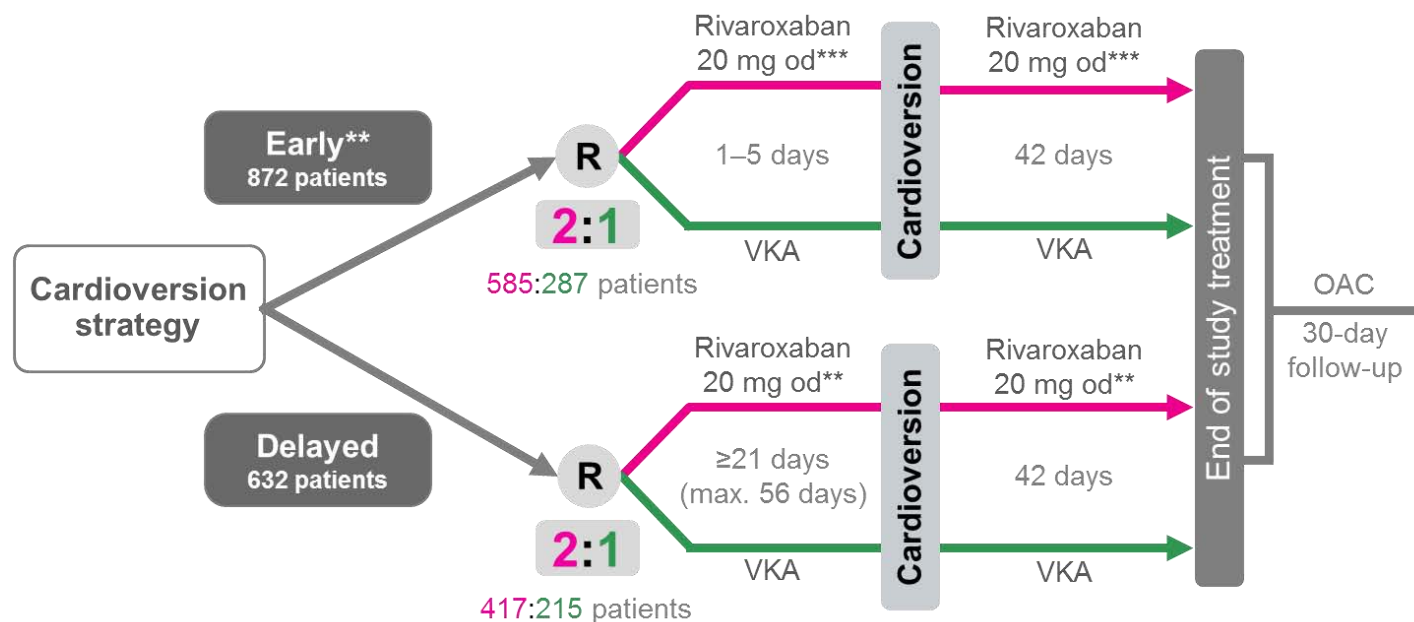 Cardioversion
strategy
Early**
872 patients
R
2:1
585:287 patients
Rivaroxaban
20 mg od***
1–5 days
VKA
Cardioversion
Rivaroxaban
20 mg od***
42 days
VKA
Delayed
632 patients
R
2:1
417:215 patients
Rivaroxaban
20 mg od**
≥21 days
(max. 56 days)
VKA
Cardioversion
Rivaroxaban
20 mg od**
42 days
VKA
End of study treatment
OAC
30-day
follow-up